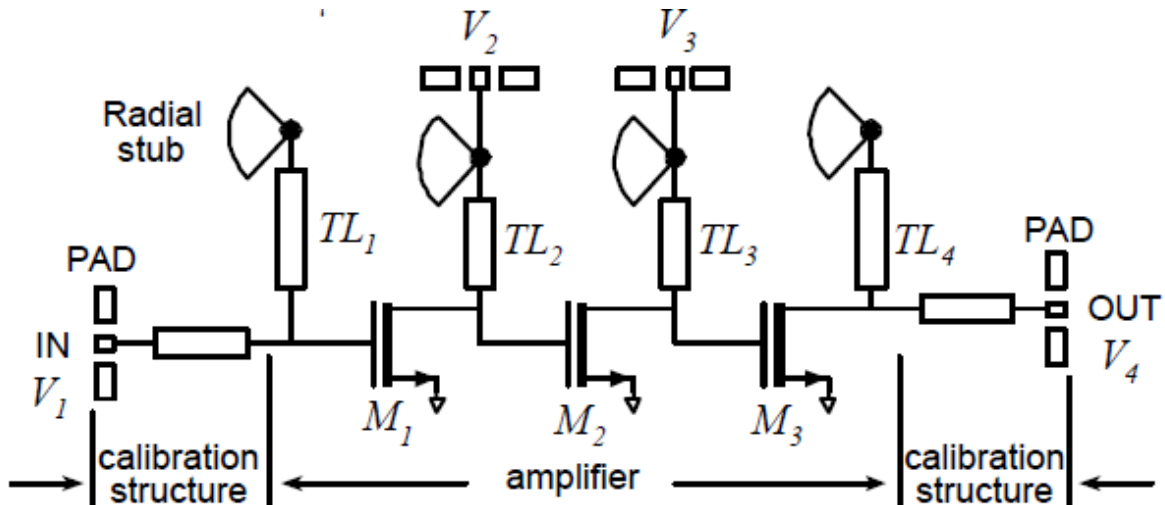 V2
V3
Radial
stub
TL1
TL2
TL3
TL4
PAD
PAD
IN
OUT
V1
V4
M1
M2
M3
calibration
structure
amplifier
calibration
structure